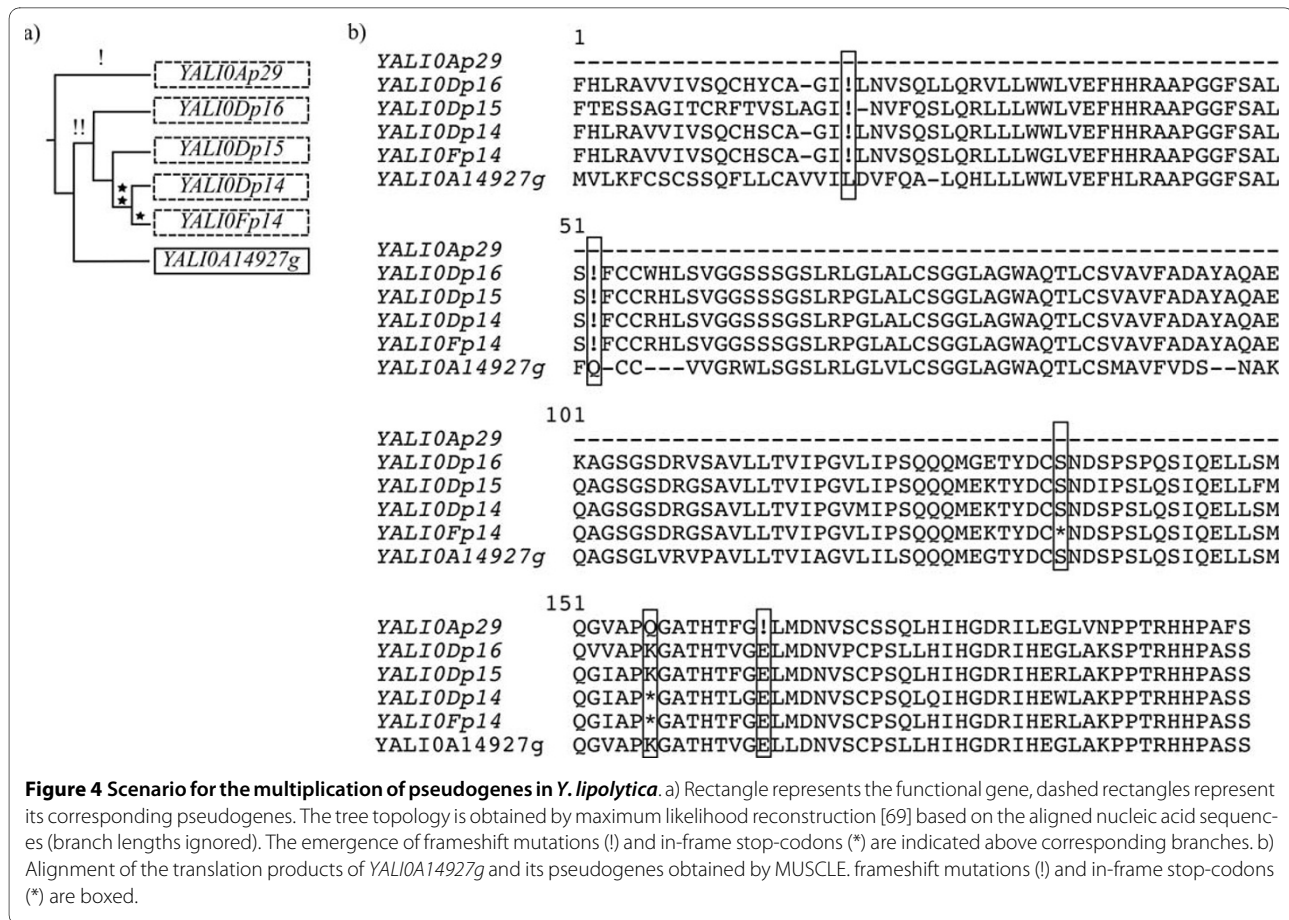 a)
!
YALI0Ap29
YALI0Dp16
!!
YALI0Dp15
YALI0Dp14
★
★
★
YALI0Fp14
YALI0A14927g
b)
1
YALI0Ap29 --------------------------------------------------
YALI0Dp16 FHLRAVVIVSQCHYCA-GI!LNVSQLLQRVLLWWLVEFHHRAAPGGFSAL
YALI0Dp15 FTESSAGITCRFTVSLAGI!-NVFQSLQRLLLWWLVEFHHRAAPGGFSAL
YALI0Dp14 FHLRAVVIVSQCHSCA-GI!LNVSQSLQRLLLWWLVEFHHRAAPGGFSAL
YALI0Fp14 FHLRAVVIVSQCHSCA-GI!LNVSQSLQRLLLWGLVEFHHRAAPGGFSAL
YALI0A14927g MVLKFCSCSSQFLLCAVVILDVFQA-LQHLLLWWLVEFHLRAAPGGFSAL
51
YALI0Ap29 --------------------------------------------------
YALI0Dp16 S!FCCWHLSVGGSSSGSLRLGLALCSGGLAGWAQTLCSVAVFADAYAQAE
YALI0Dp15 S!FCCRHLSVGGSSSGSLRPGLALCSGGLAGWAQTLCSVAVFADAYAQAE
YALI0Dp14 S!FCCRHLSVGGSSSGSLRPGLALCSGGLAGWAQTLCSVAVFADAYAQAE
YALI0Fp14 S!FCCRHLSVGGSSSGSLRPGLALCSGGLAGWAQTLCSVAVFADAYAQAE
YALI0A14927g FQ-CC---VVGRWLSGSLRLGLVLCSGGLAGWAQTLCSMAVFVDS--NAK
101
YALI0Ap29 --------------------------------------------------
YALI0Dp16 KAGSGSDRVSAVLLTVIPGVLIPSQQQMGETYDCSNDSPSPQSIQELLSM
YALI0Dp15 QAGSGSDRGSAVLLTVIPGVLIPSQQQMEKTYDCSNDIPSLQSIQELLFM
YALI0Dp14 QAGSGSDRGSAVLLTVIPGVMIPSQQQMEKTYDCSNDSPSLQSIQELLSM
YALI0Fp14 QAGSGSDRGSAVLLTVIPGVLIPSQQQMEKTYDC*NDSPSLQSIQELLSM
YALI0A14927g QAGSGLVRVPAVLLTVIAGVLILSQQQMEGTYDCSNDSPSLQSIQELLSM
151
YALI0Ap29 QGVAPQGATHTFG!LMDNVSCSSQLHIHGDRILEGLVNPPTRHHPAFS
YALI0Dp16 QVVAPKGATHTVGELMDNVPCPSLLHIHGDRIHEGLAKSPTRHHPASS
YALI0Dp15 QGIAPKGATHTFGELMDNVSCPSQLHIHGDRIHERLAKPPTRHHPASS
YALI0Dp14 QGIAP*GATHTLGELMDNVSCPSQLQIHGDRIHEWLAKPPTRHHPASS
YALI0Fp14 QGIAP*GATHTFGELMDNVSCPSQLHIHGDRIHERLAKPPTRHHPASS
YALI0A14927g QGVAPKGATHTVGELLDNVSCPSLLHIHGDRIHEGLAKPPTRHHPASS
Figure 4 Scenario for the multiplication of pseudogenes in Y. lipolytica. a) Rectangle represents the functional gene, dashed rectangles represent
its corresponding pseudogenes. The tree topology is obtained by maximum likelihood reconstruction [69] based on the aligned nucleic acid sequenc-
es (branch lengths ignored). The emergence of frameshift mutations (!) and in-frame stop-codons (*) are indicated above corresponding branches. b)
Alignment of the translation products of YALI0A14927g and its pseudogenes obtained by MUSCLE. frameshift mutations (!) and in-frame stop-codons
(*) are boxed.